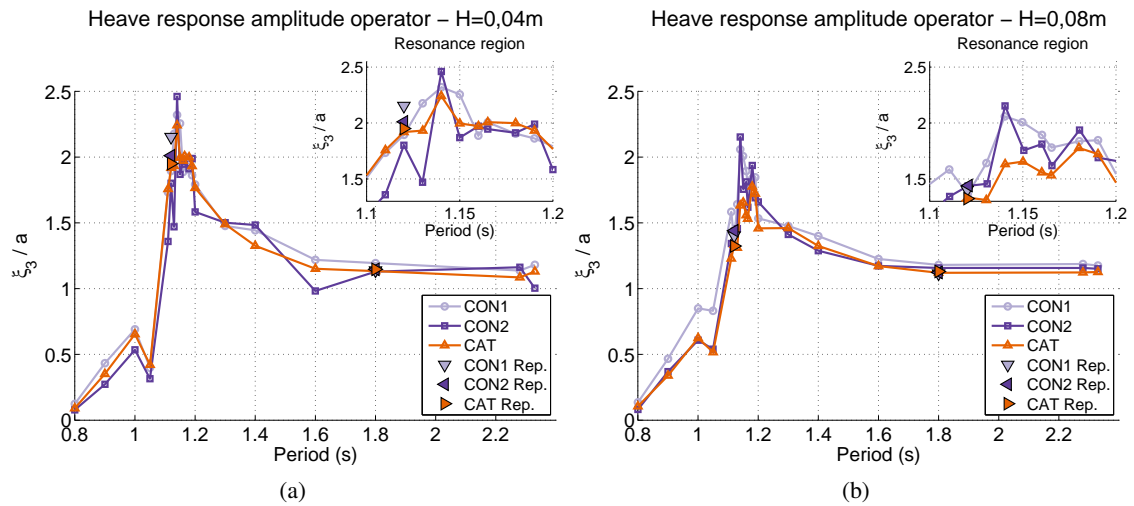 Heave response amplitude operator – H=0,04m
Resonance region
2.5
2
1.5
1.1 1.15 1.2
Period (s)
ξ3 / a
2.5
2
1.5
1
0.5
0
0.8 1 1.2 1.4 1.6 1.8 2 2.2
Period (s)
ξ3 / a
CON1
CON2
CAT
CON1 Rep.
CON2 Rep.
CAT Rep.
(a)
Heave response amplitude operator – H=0,08m
Resonance region
2.5
2
1.5
1.1 1.15 1.2
Period (s)
ξ3 / a
2.5
2
1.5
1
0.5
0
0.8 1 1.2 1.4 1.6 1.8 2 2.2
Period (s)
ξ3 / a
CON1
CON2
CAT
CON1 Rep.
CON2 Rep.
CAT Rep.
(b)